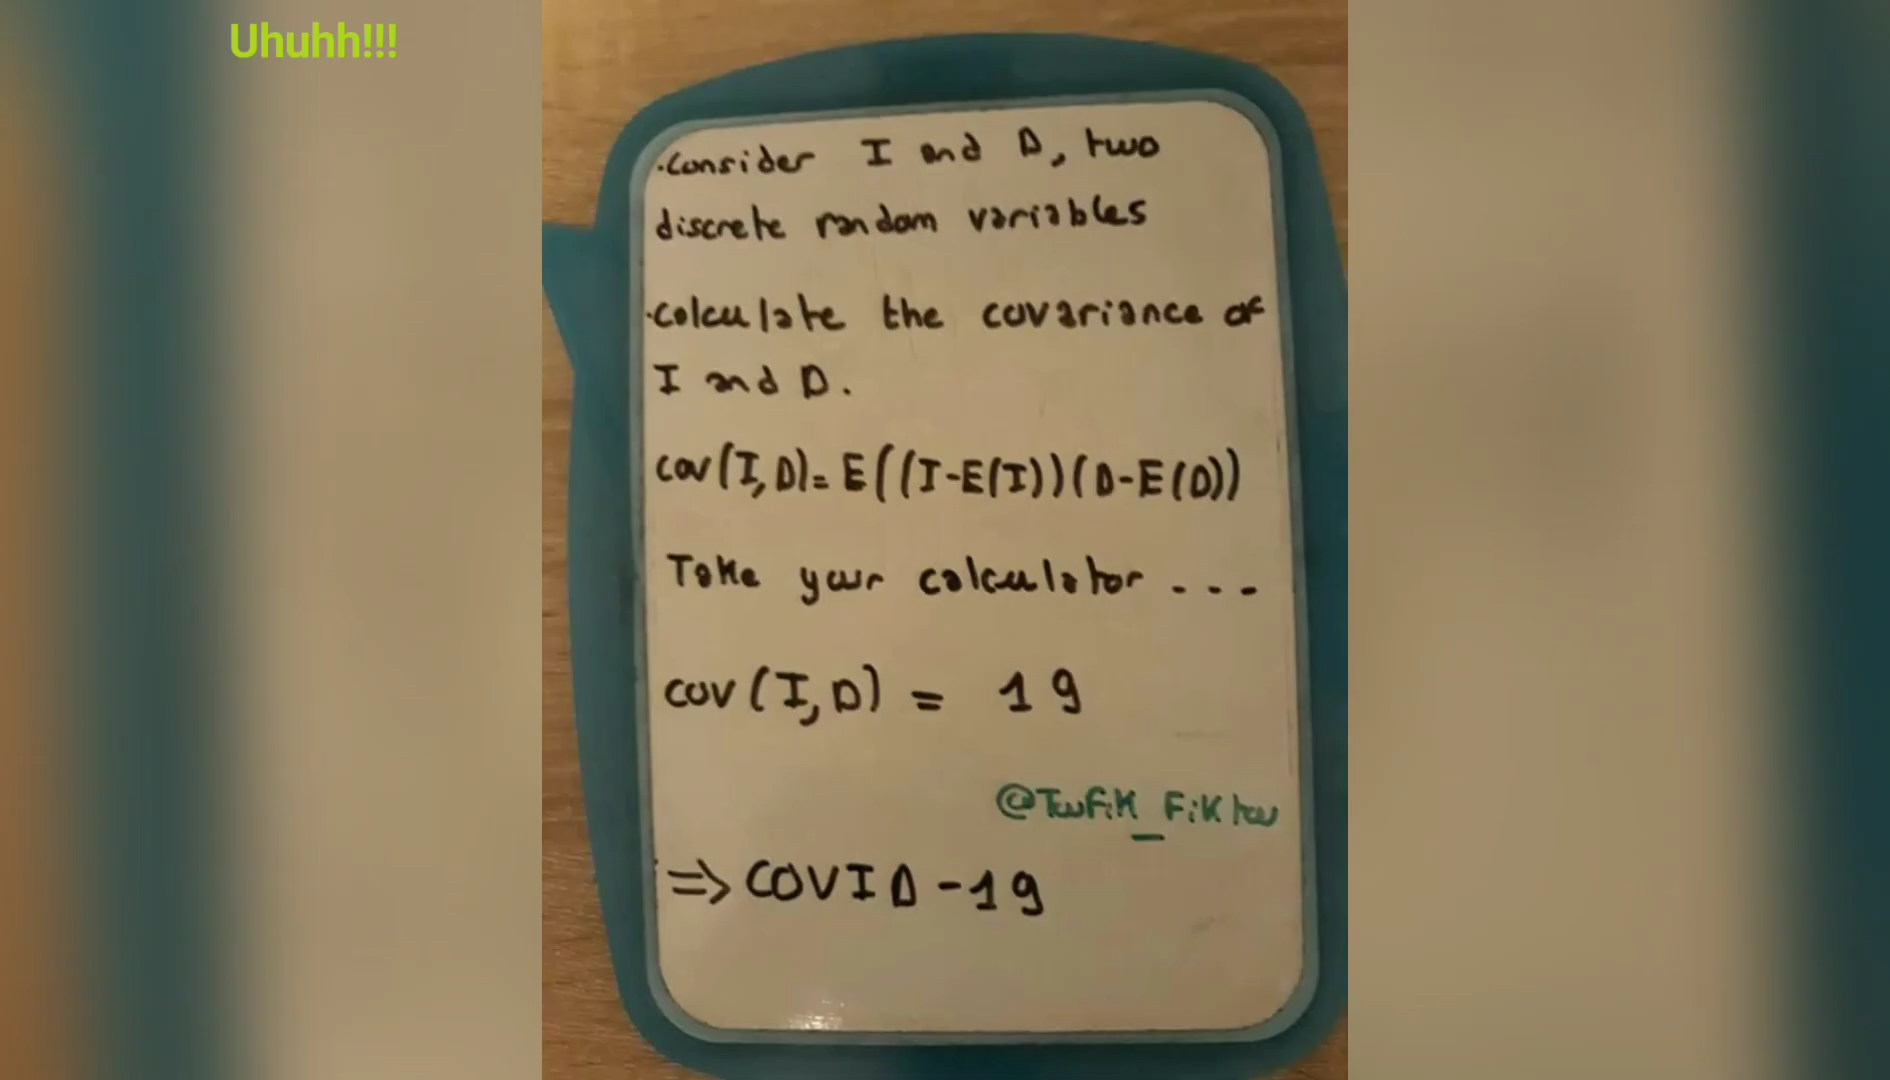 Uhuhh!!!
·Consider I and D, two
discrete random variables
·Calculate the covariance of
I and D.
cov(I,D)= E((I-E(I))(D-E(D))
Take your calculator ...
cov(I,D) = 19
@TwFiK_FiKtou
=> COVID-19